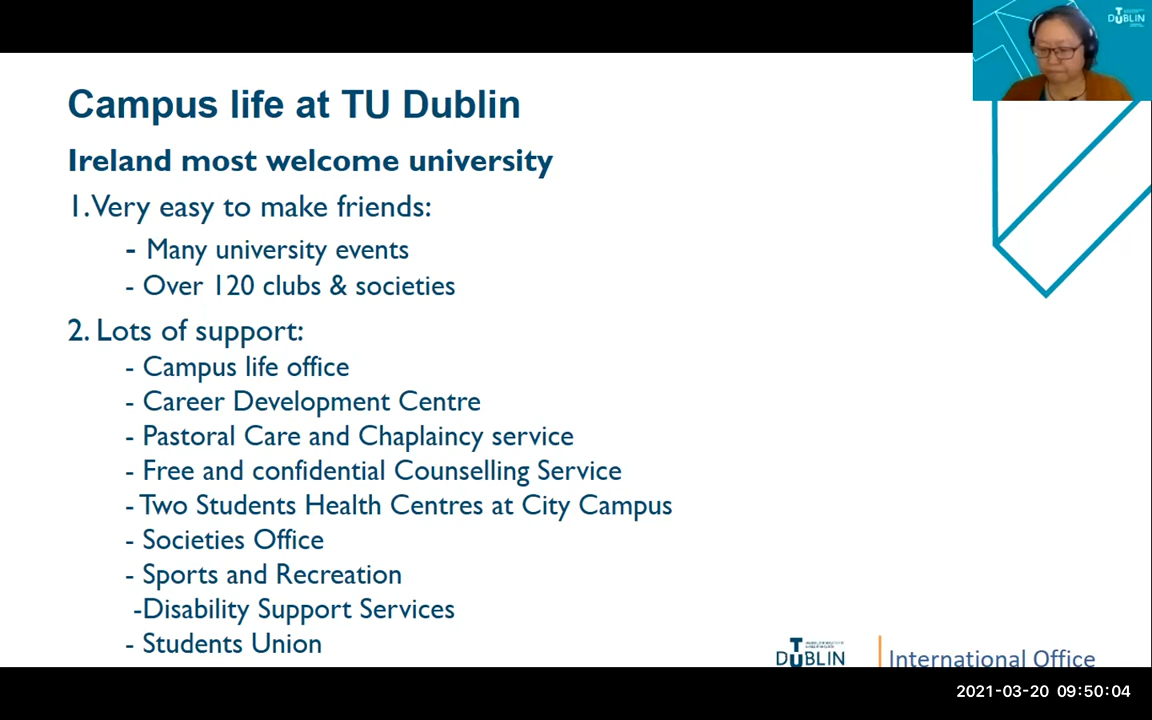 DUBLIN
Campus life at TU Dublin
Ireland most welcome university
1. Very easy to make friends:
- Many university events
- Over 120 clubs & societies
2. Lots of support:
- Campus life office
- Career Development Centre
- Pastoral Care and Chaplaincy service
- Free and confidential Counselling Service
- Two Students Health Centres at City Campus
- Societies Office
- Sports and Recreation
-Disability Support Services
- Students Union
DUBLIN
International Office
2021-03-20 09:50:04